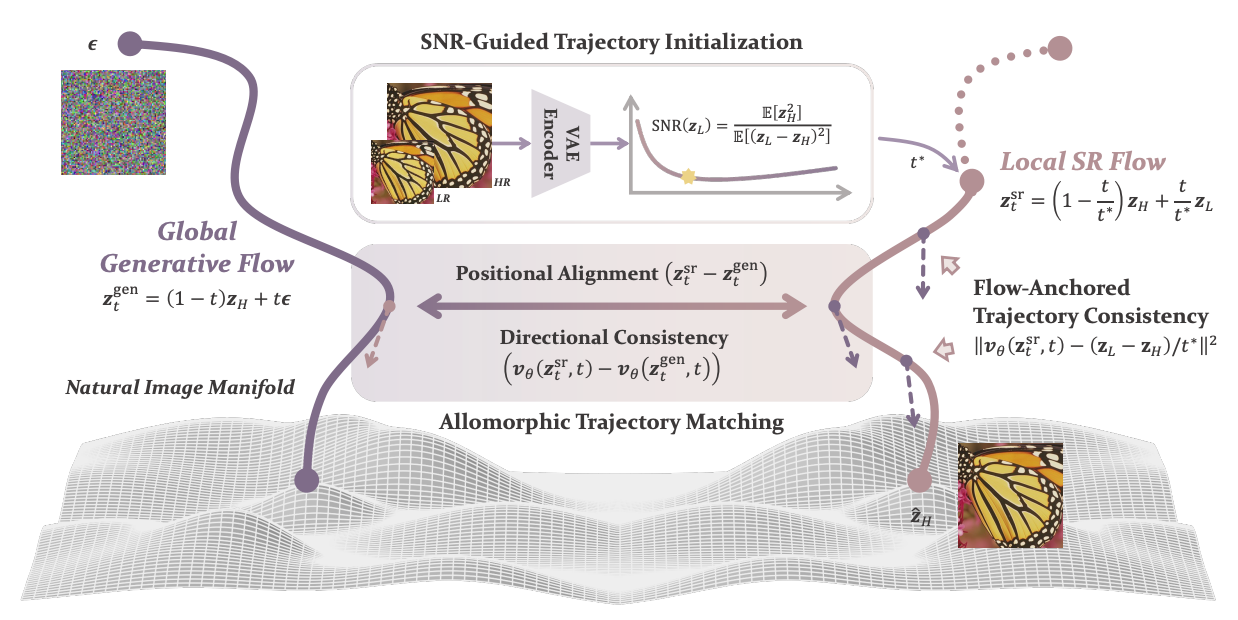 SNR-Guided Trajectory Initialization
ϵ
VAE
Encoder
SNR(z_L) = 𝔼[z_H^2] / 𝔼[(z_L − z_H)^2]
HR
LR
t*
Local SR Flow
z_t^sr = (1 − t/t*) z_H + t/t* z_L
Global
Generative Flow
z_t^gen = (1 − t)z_H + tϵ
Positional Alignment (z_t^sr − z_t^gen)
Directional Consistency
(v_θ(z_t^sr, t) − v_θ(z_t^gen, t))
Flow-Anchored
Trajectory Consistency
‖v_θ(z_t^sr, t) − (z_L − z_H)/t*‖^2
Natural Image Manifold
Allomorphic Trajectory Matching
ẑ_H